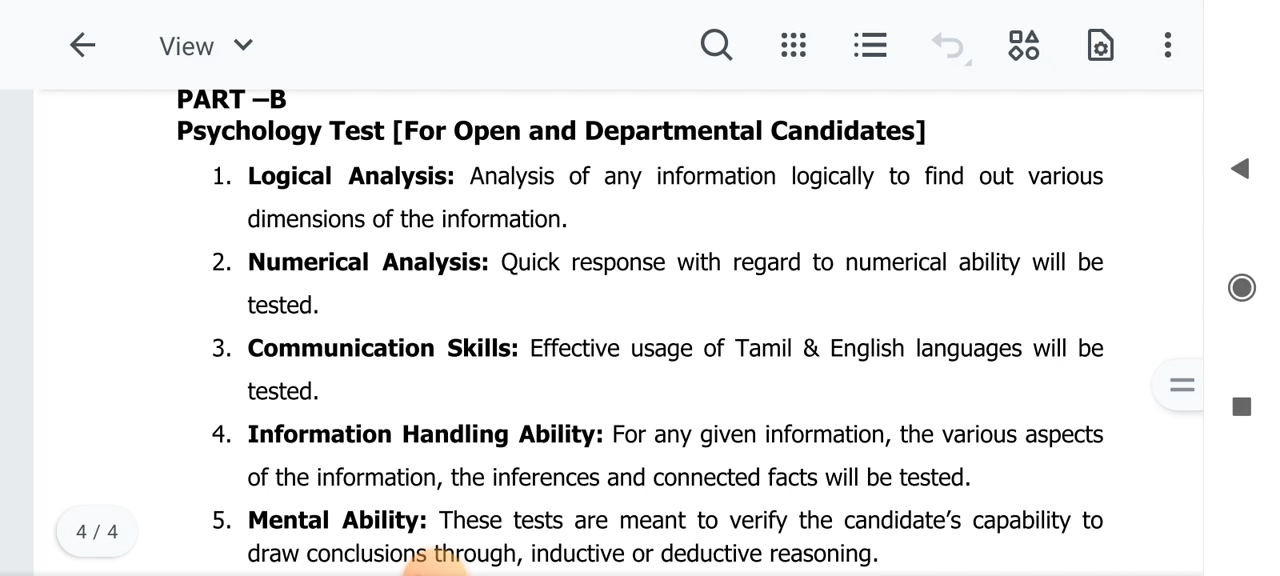 View
PART –B
Psychology Test [For Open and Departmental Candidates]
1. Logical Analysis: Analysis of any information logically to find out various
dimensions of the information.
2. Numerical Analysis: Quick response with regard to numerical ability will be
tested.
3. Communication Skills: Effective usage of Tamil & English languages will be
tested.
4. Information Handling Ability: For any given information, the various aspects
of the information, the inferences and connected facts will be tested.
5. Mental Ability: These tests are meant to verify the candidate’s capability to
draw conclusions through, inductive or deductive reasoning.
4 / 4